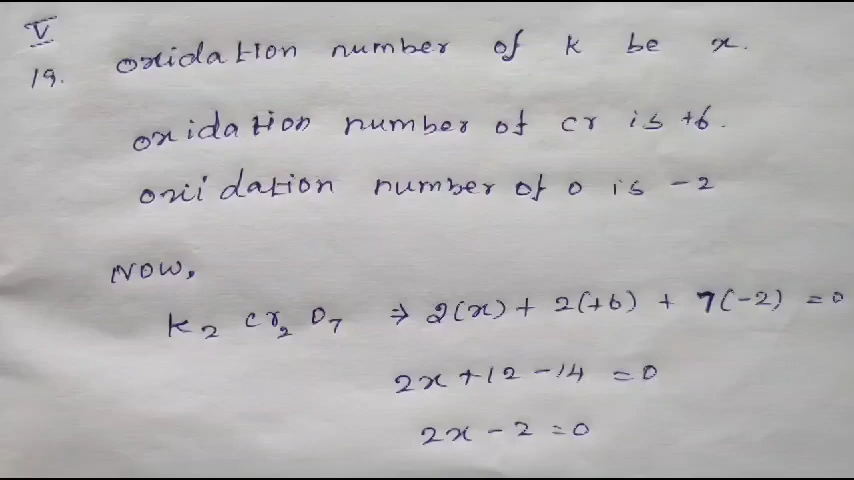 V
19. oxidation number of K be x.
oxidation number of cr is +6.
oxiidation number of o is -2
NOW,
K₂ cr₂ O₇ ⇒ 2(x) + 2(+6) + 7(-2) = 0
2x + 12 - 14 = 0
2x - 2 = 0